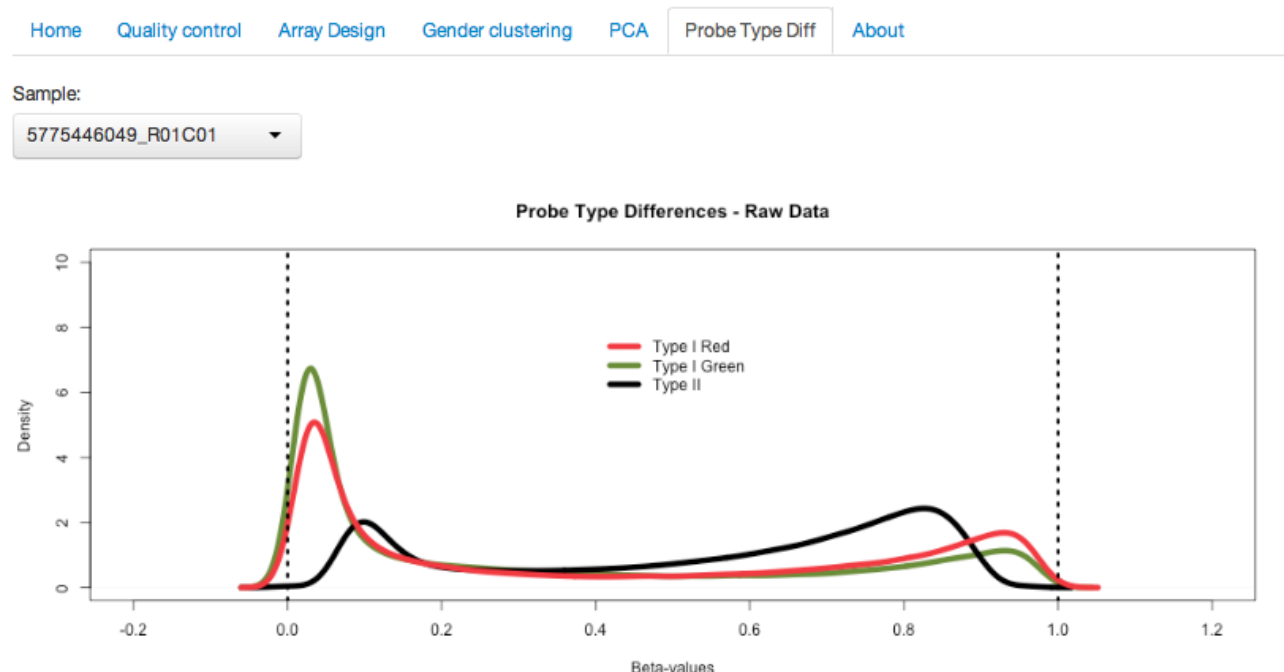 Home Quality control Array Design Gender clustering PCA Probe Type Diff About
Sample:
5775446049_R01C01
Probe Type Differences - Raw Data
10
8
6
4
2
0
Density
Type I Red
Type I Green
Type II
-0.2 0.0 0.2 0.4 0.6 0.8 1.0 1.2
Beta-values